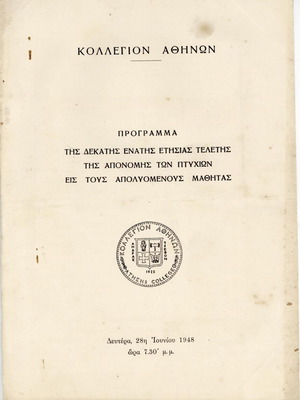 ΚΟΛΛΕΓΙΟΝ ΑΘΗΝΩΝ
ΠΡΟΓΡΑΜΜΑ
ΤΗΣ ΔΕΚΑΤΗΣ ΕΝΑΤΗΣ ΕΤΗΣΙΑΣ ΤΕΛΕΤΗΣ
ΤΗΣ ΑΠΟΝΟΜΗΣ ΤΩΝ ΠΤΥΧΙΩΝ
ΕΙΣ ΤΟΥΣ ΑΠΟΛΥΟΜΕΝΟΥΣ ΜΑΘΗΤΑΣ
ΚΟΛΛΕΓΙΟΝ ΑΘΗΝΩΝ
ATHENS COLLEGE
Δευτέρα, 28η Ἰουνίου 1948
ὥρα 7.30' μ.μ.